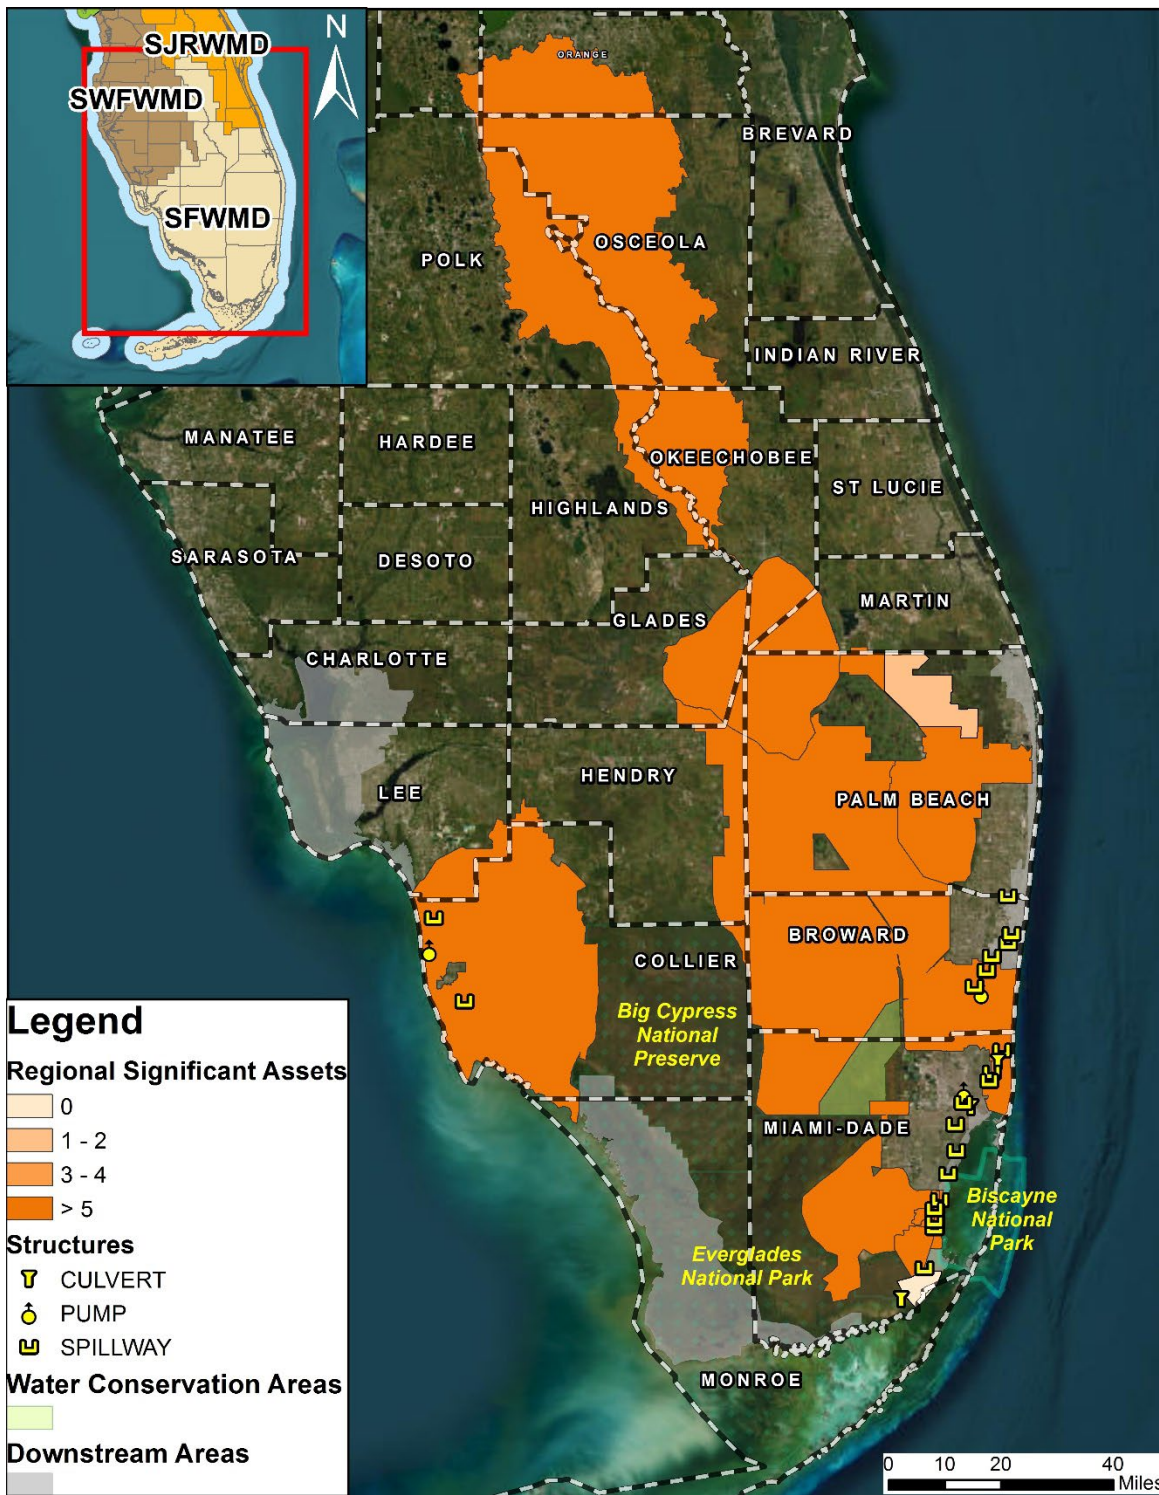 SJRWMD
N
SWFWMD
SFWMD
ORANGE
BREVARD
OSCEOLA
POLK
INDIAN RIVER
MANATEE
HARDEE
OKEECHOBEE
ST LUCIE
HIGHLANDS
SARASOTA
DESOTO
MARTIN
GLADES
CHARLOTTE
HENDRY
LEE
PALM BEACH
BROWARD
COLLIER
Big Cypress
National
Preserve
MIAMI-DADE
Biscayne
National
Park
Everglades
National Park
MONROE
Legend
Regional Significant Assets
0
1 - 2
3 - 4
> 5
Structures
CULVERT
PUMP
SPILLWAY
Water Conservation Areas
Downstream Areas
0 10 20 40
Miles